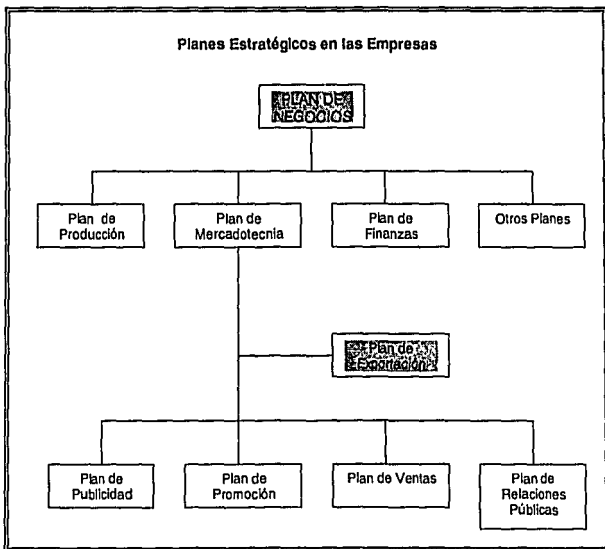 Planes Estratégicos en las Empresas
PLAN DE
NEGOCIOS
Plan de
Producción
Plan de
Mercadotecnia
Plan de
Finanzas
Otros Planes
Plan de
Exportación
Plan de
Publicidad
Plan de
Promoción
Plan de Ventas
Plan de
Relaciones
Públicas